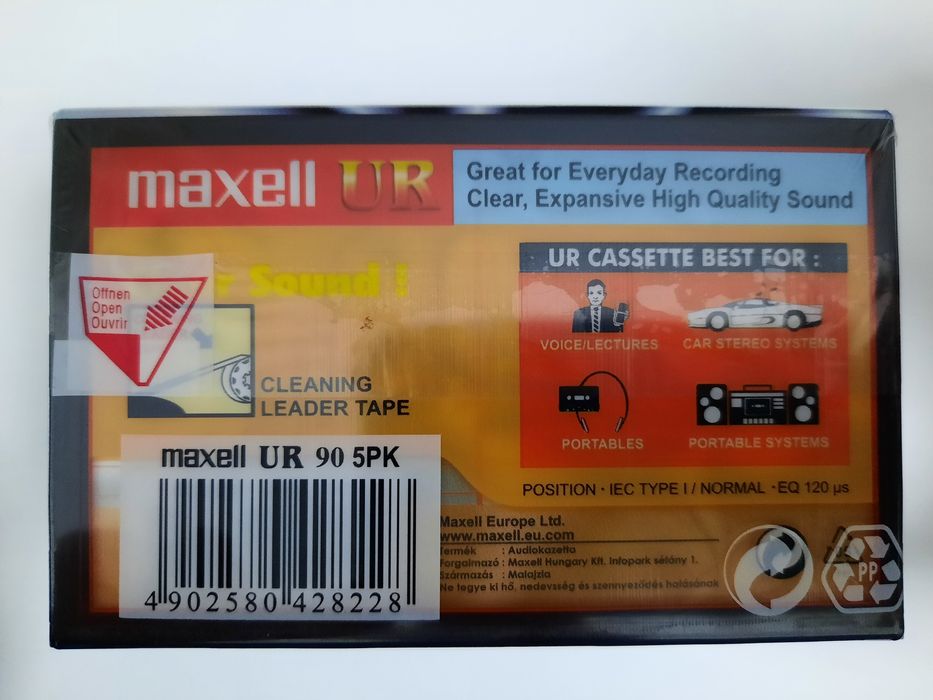 maxell UR
Great for Everyday Recording
Clear, Expansive High Quality Sound
Sound !
Öffnen
Open
Ouvrir
CLEANING
LEADER TAPE
UR CASSETTE BEST FOR :
VOICE/LECTURES
CAR STEREO SYSTEMS
PORTABLES
PORTABLE SYSTEMS
POSITION · IEC TYPE I / NORMAL · EQ 120 µs
maxell UR 90 5PK
4 902580 428228
Maxell Europe Ltd.
www.maxell.eu.com
Termék : Audiokazetta
Forgalmazó : Maxell Hungary Kft. Infopark sétány 1.
Származás : Malajzia
Ne tegye ki hő, nedevsség és szennyeződés halásának
PP